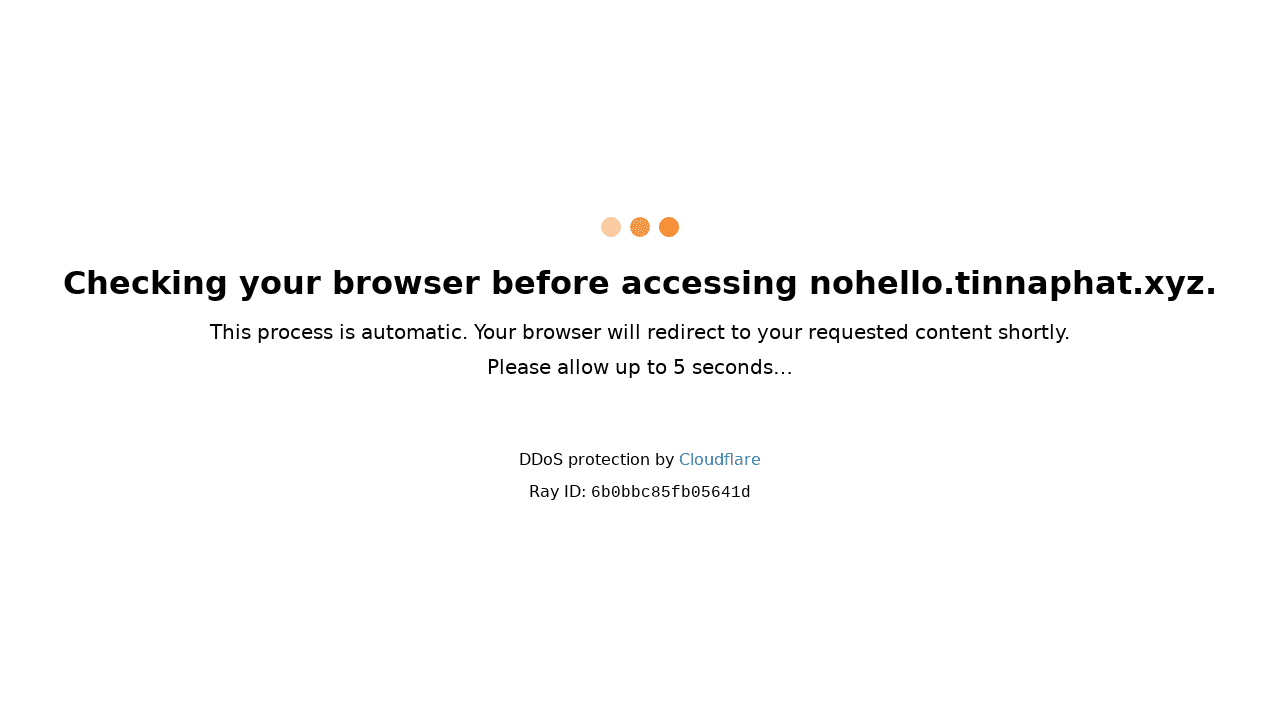 Checking your browser before accessing nohello.tinnaphat.xyz.
This process is automatic. Your browser will redirect to your requested content shortly.
Please allow up to 5 seconds…
DDoS protection by Cloudflare
Ray ID: 6b0bbc85fb05641d